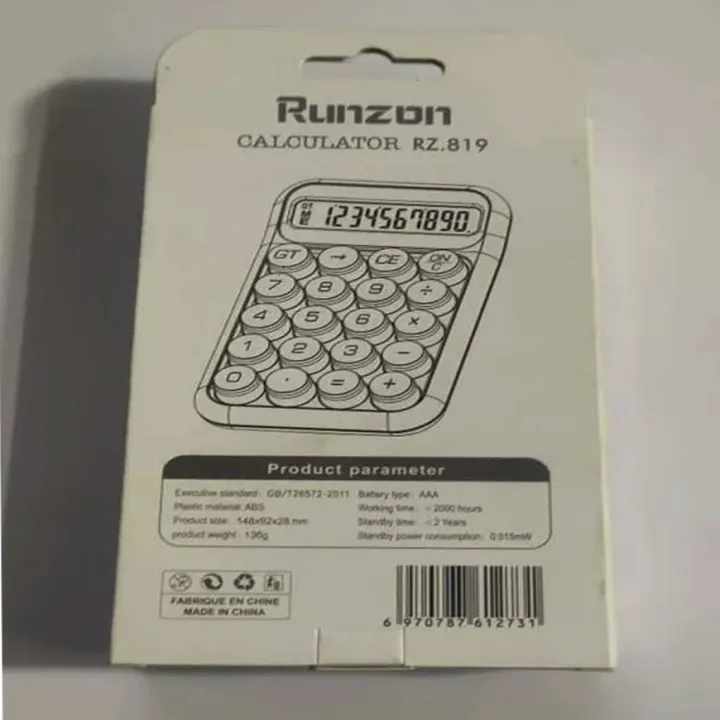 Runzon
CALCULATOR RZ.819
GT
M
E
1234567890.
GT → CE ON/C
7 8 9 ÷
4 5 6 ×
1 2 3 −
0 · = +
Product parameter
Executive standard: GB/T26572-2011 Battery type: AAA
Plastic material: ABS Working time: <2000 hours
Product size: 148x92x28 mm Standby time: <2 Years
product weight: 136g Standby power consumption: 0.015mW
FABRIQUE EN CHINE
MADE IN CHINA
6 970787 612731